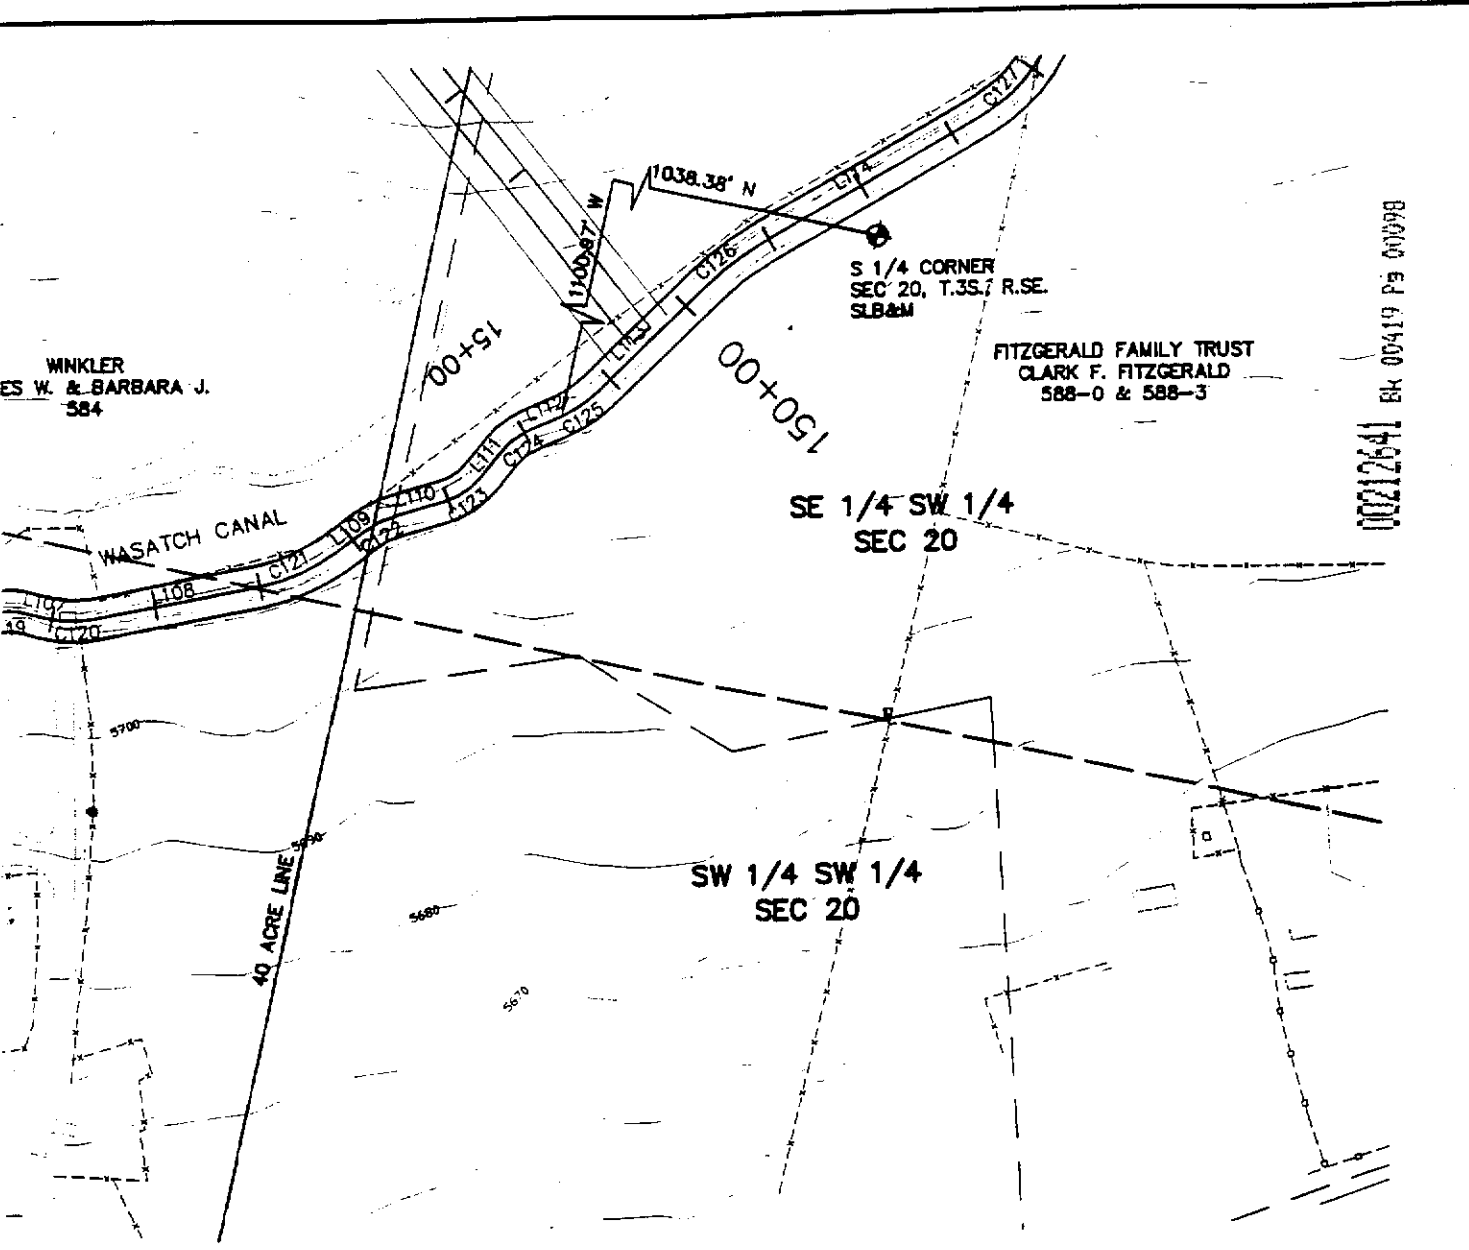 C127
L114
1038.38' N
1100.97' W
C126
S 1/4 CORNER
SEC 20, T.3S., R.5E.
SLB&M
BK 00419 Pg 00098
00212641
15+00
L113
150+00
WINKLER
ES W. & BARBARA J.
584
FITZGERALD FAMILY TRUST
CLARK F. FITZGERALD
588-0 & 588-3
L112
C125
L111
C124
L110
C123
L109
C122
SE 1/4 SW 1/4
SEC 20
WASATCH CANAL
C121
L108
L107
19
C120
5700
5690
40 ACRE LINE
5680
SW 1/4 SW 1/4
SEC 20
5670